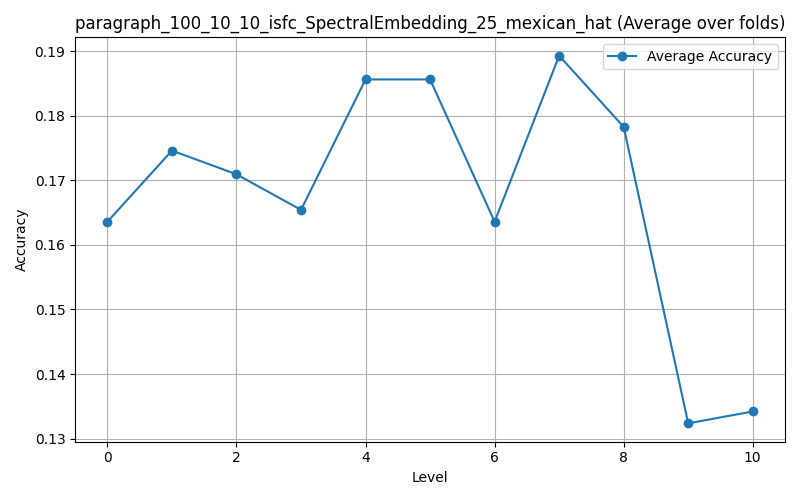 paragraph_100_10_10_isfc_SpectralEmbedding_25_mexican_hat (Average over folds)
Average Accuracy
0.19
0.18
0.17
0.16
0.15
0.14
0.13
Accuracy
0 2 4 6 8 10
Level